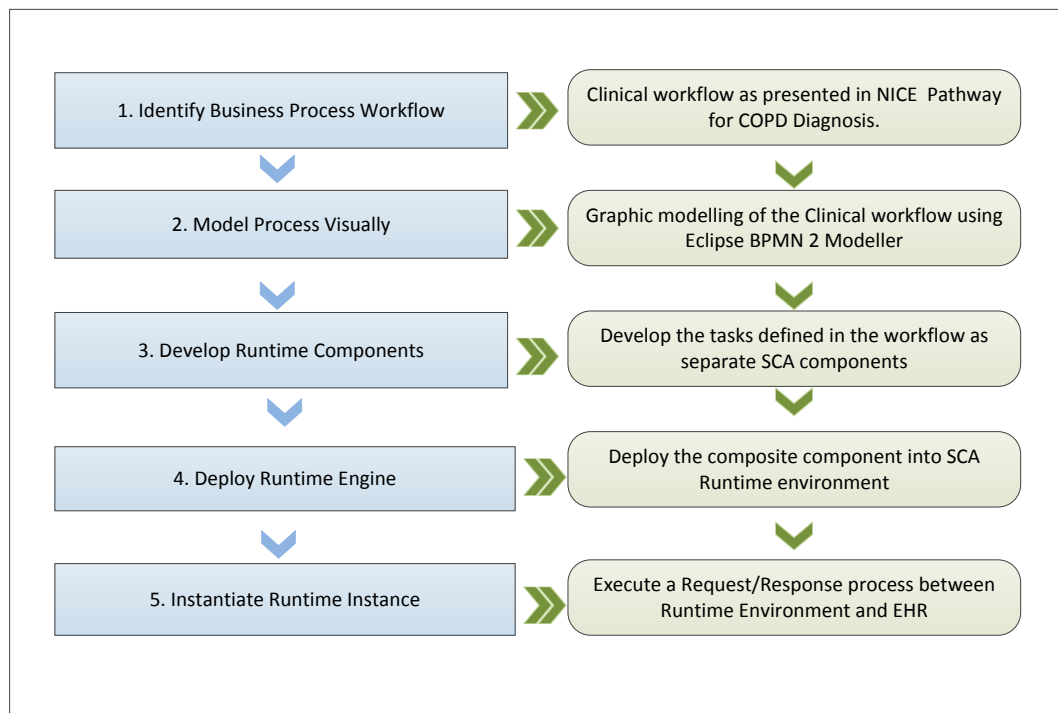 1. Identify Business Process Workflow
Clinical workflow as presented in NICE Pathway
for COPD Diagnosis.
2. Model Process Visually
Graphic modelling of the Clinical workflow using
Eclipse BPMN 2 Modeller
3. Develop Runtime Components
Develop the tasks defined in the workflow as
separate SCA components
4. Deploy Runtime Engine
Deploy the composite component into SCA
Runtime environment
5. Instantiate Runtime Instance
Execute a Request/Response process between
Runtime Environment and EHR